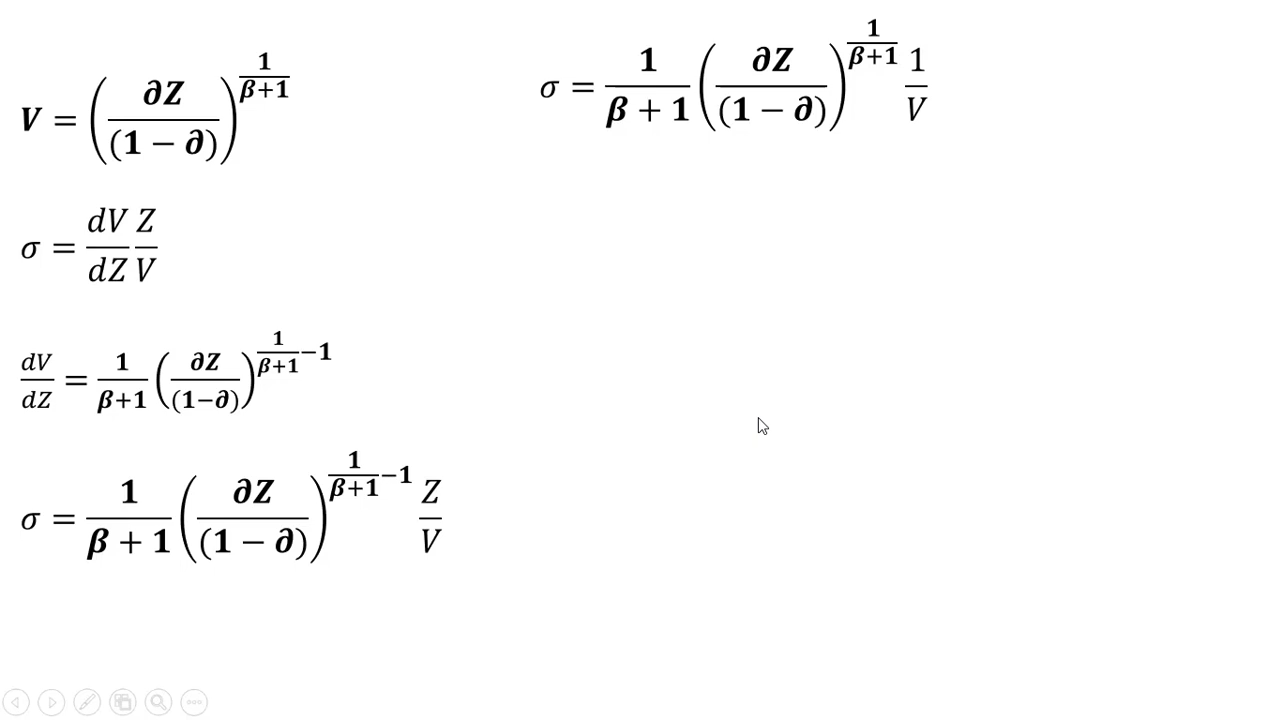 V = (∂Z / (1 − ∂))^(1/(β+1))
σ = dV/dZ Z/V
dV/dZ = 1/(β+1) (∂Z / (1−∂))^(1/(β+1) −1)
σ = 1/(β + 1) (∂Z / (1 − ∂))^(1/(β+1) −1) Z/V
σ = 1/(β + 1) (∂Z / (1 − ∂))^(1/(β+1)) 1/V